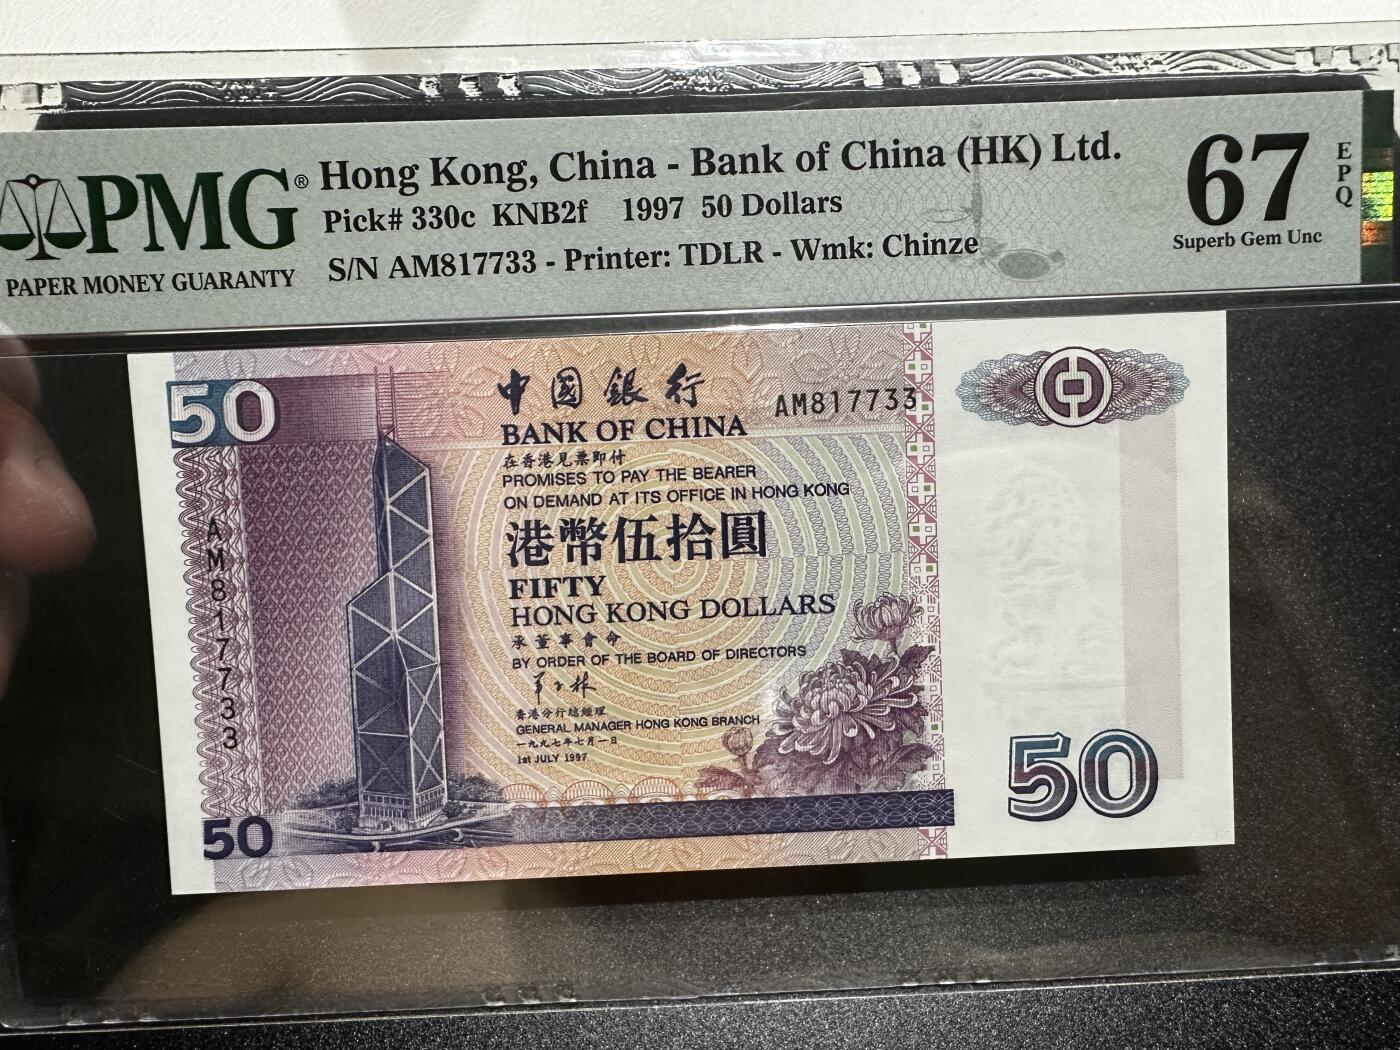 PMG®
PAPER MONEY GUARANTY
Hong Kong, China - Bank of China (HK) Ltd.
Pick# 330c KNB2f 1997 50 Dollars
S/N AM817733 - Printer: TDLR - Wmk: Chinze
67
EPQ
Superb Gem Unc
50
中國銀行
BANK OF CHINA
AM817733
在香港見票即付
PROMISES TO PAY THE BEARER
ON DEMAND AT ITS OFFICE IN HONG KONG
港幣伍拾圓
FIFTY
HONG KONG DOLLARS
承董事會命
BY ORDER OF THE BOARD OF DIRECTORS
香港分行總經理
GENERAL MANAGER HONG KONG BRANCH
一九九七年七月一日
1st JULY 1997
AM817733
50
50